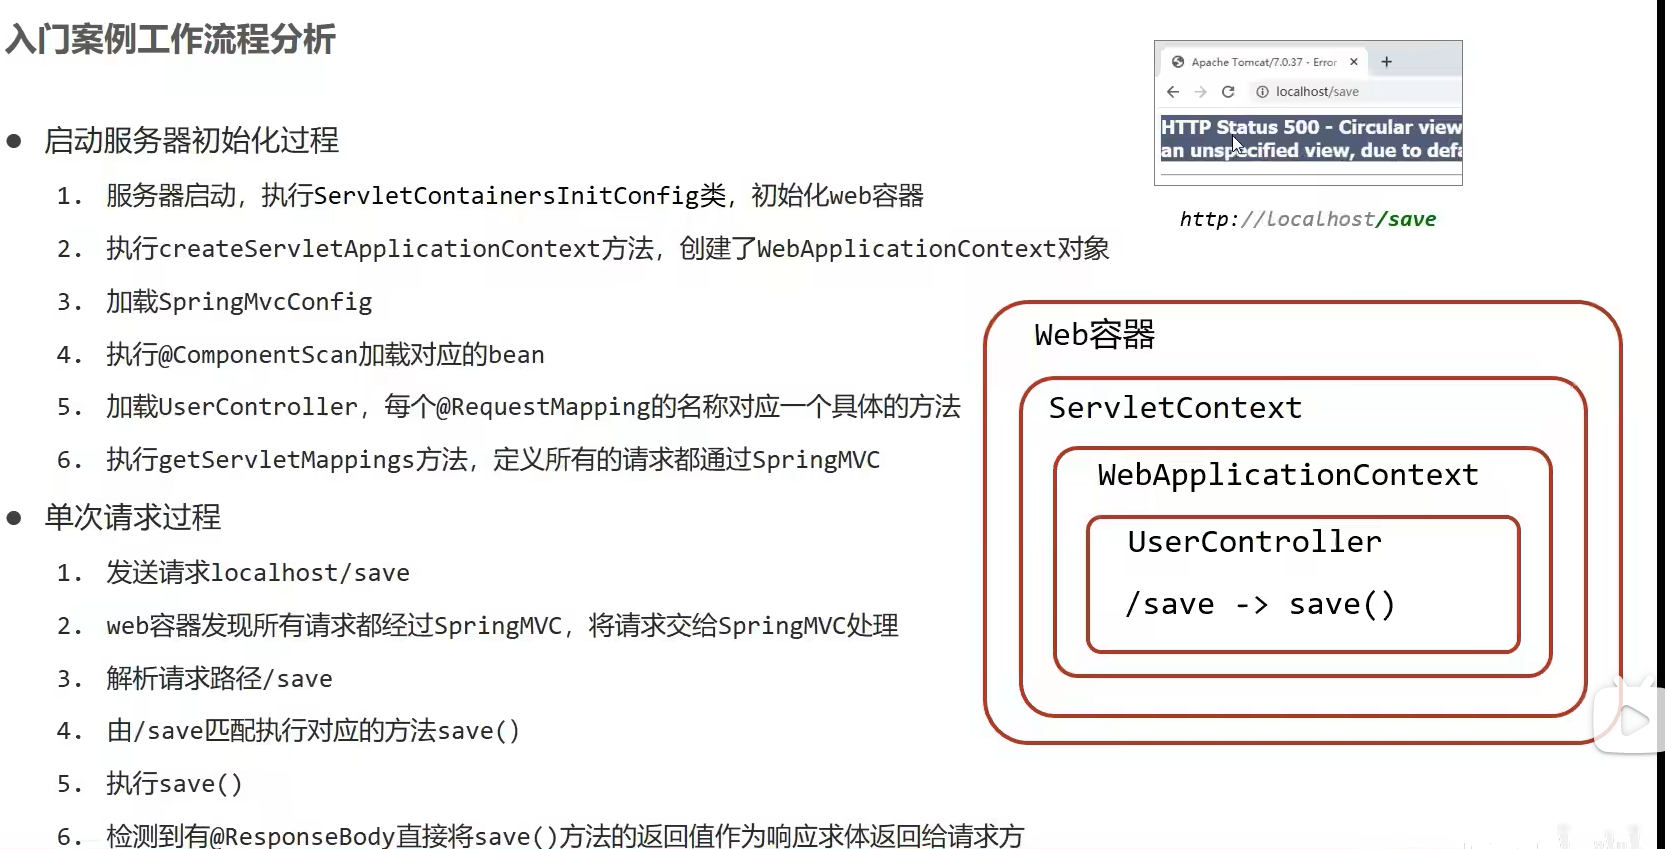 入门案例工作流程分析
● 启动服务器初始化过程
1. 服务器启动，执行ServletContainersInitConfig类，初始化web容器
2. 执行createServletApplicationContext方法，创建了WebApplicationContext对象
3. 加载SpringMvcConfig
4. 执行@ComponentScan加载对应的bean
5. 加载UserController，每个@RequestMapping的名称对应一个具体的方法
6. 执行getServletMappings方法，定义所有的请求都通过SpringMVC
● 单次请求过程
1. 发送请求localhost/save
2. web容器发现所有请求都经过SpringMVC，将请求交给SpringMVC处理
3. 解析请求路径/save
4. 由/save匹配执行对应的方法save()
5. 执行save()
6. 检测到有@ResponseBody直接将save()方法的返回值作为响应求体返回给请求方
Apache Tomcat/7.0.37 - Error
localhost/save
HTTP Status 500 - Circular view
an unspecified view, due to defa
http://localhost/save
Web容器
ServletContext
WebApplicationContext
UserController
/save -> save()